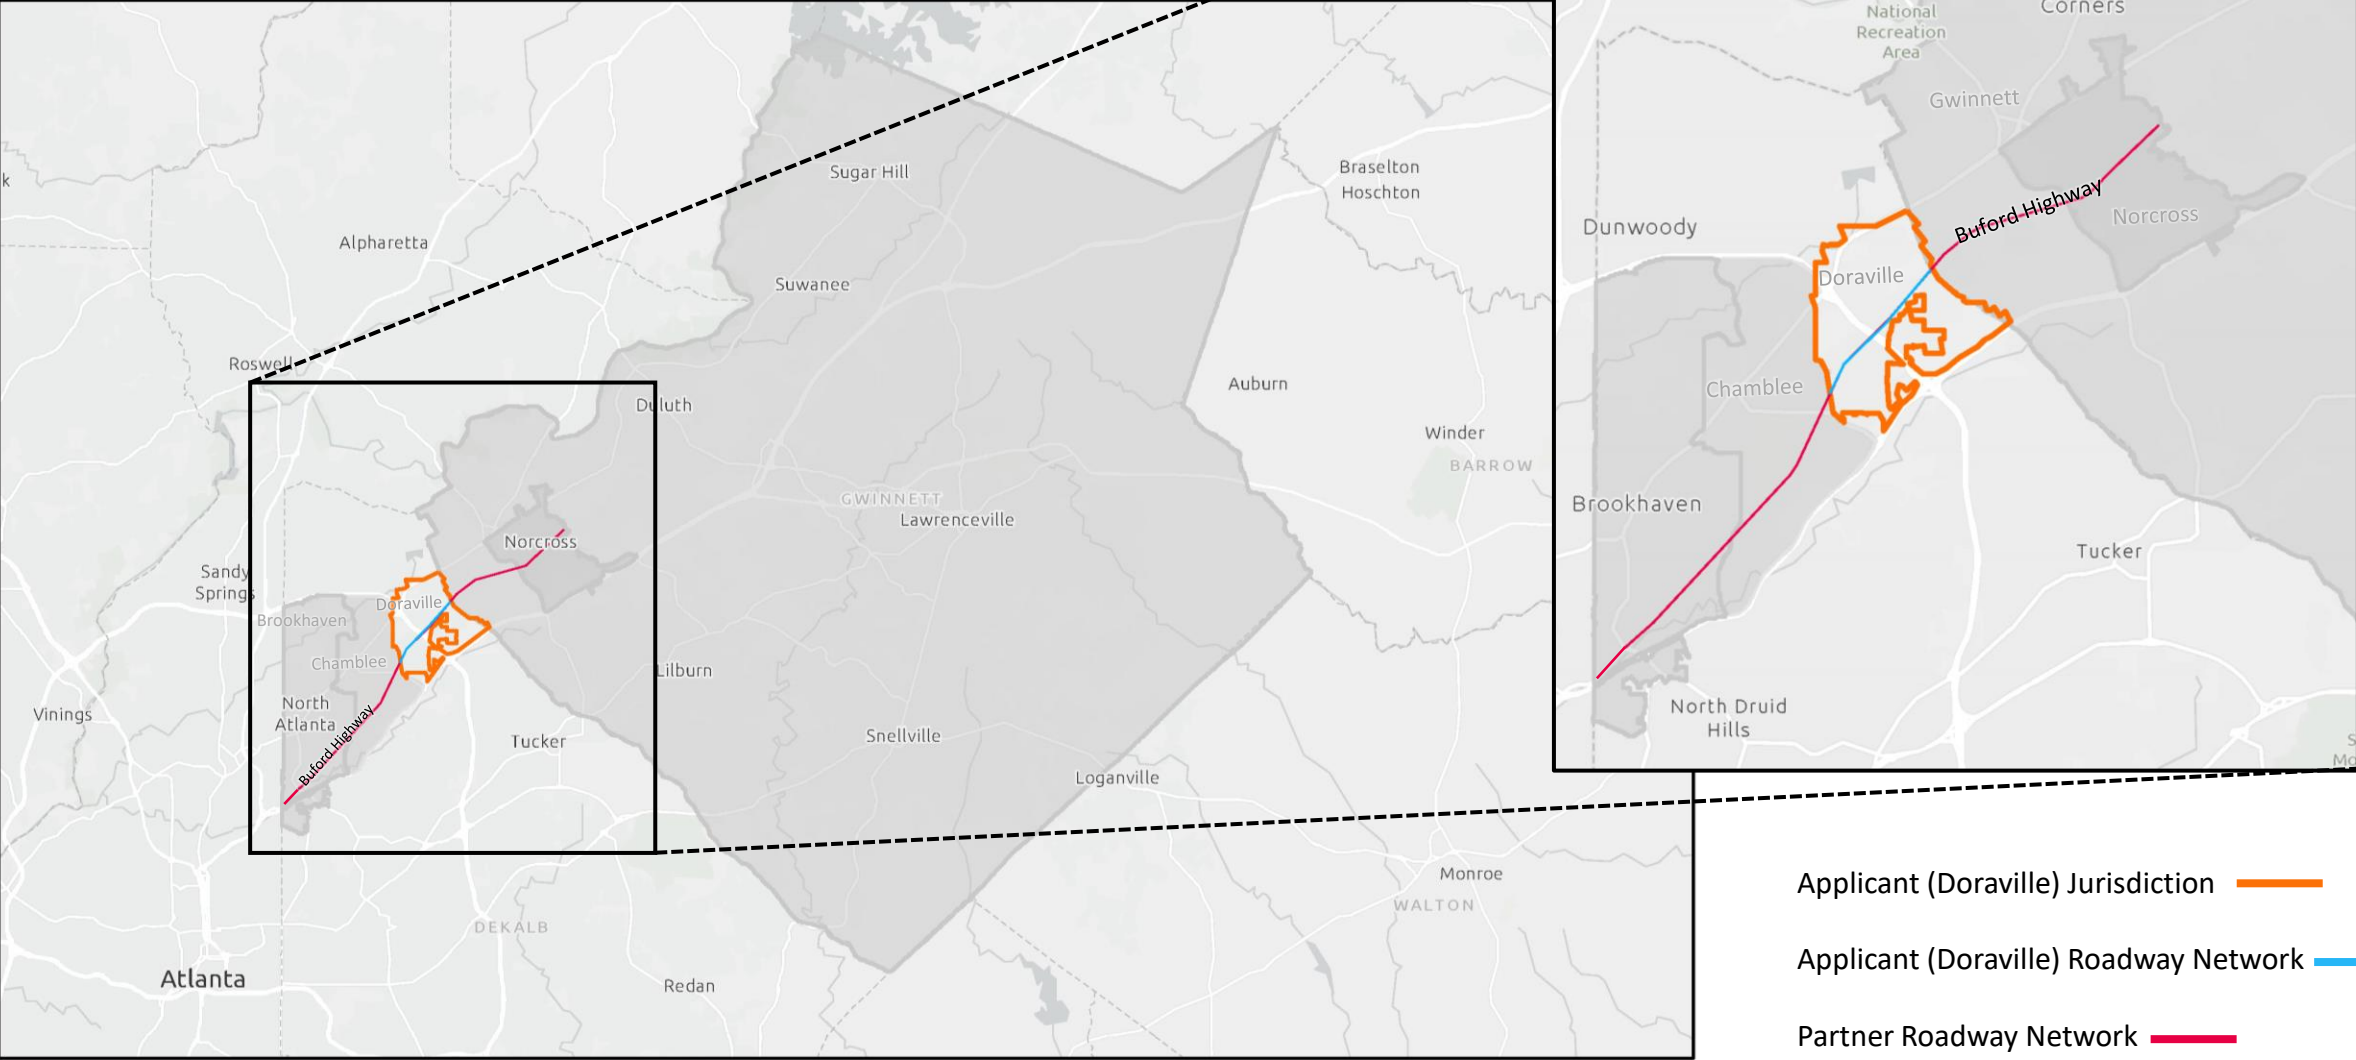 k
Sugar Hill
Braselton
Hoschton
Alpharetta
Suwanee
Roswell
Duluth
Auburn
Winder
BARROW
GWINNETT
Lawrenceville
Norcross
Sandy
Springs
Doraville
Brookhaven
Chamblee
Lilburn
North
Atlanta
Vinings
Buford Highway
Tucker
Snellville
Loganville
Monroe
WALTON
DEKALB
Atlanta
Redan
Corners
National
Recreation
Area
Gwinnett
Buford Highway
Norcross
Dunwoody
Doraville
Chamblee
Brookhaven
Tucker
North Druid
Hills
S
Mo
Applicant (Doraville) Jurisdiction
Applicant (Doraville) Roadway Network
Partner Roadway Network